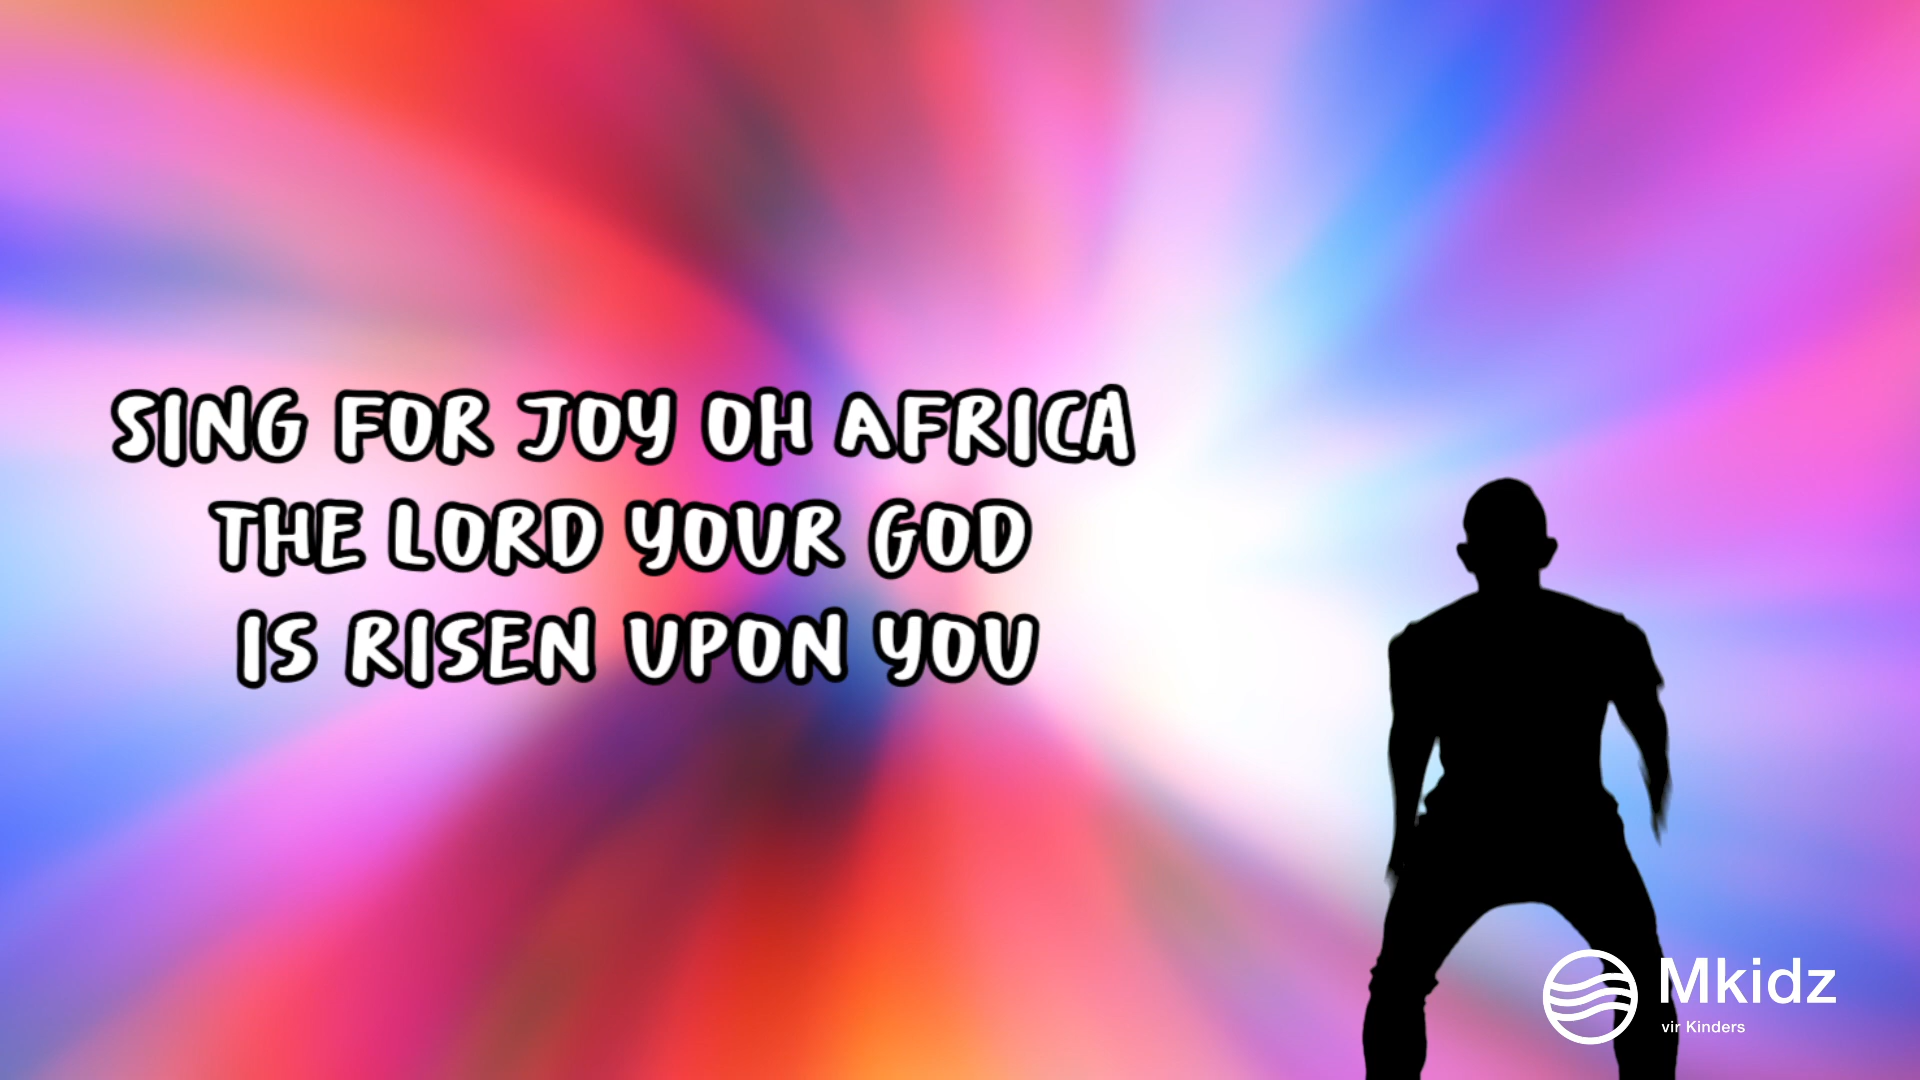 SING FOR JOY OH AFRICA
THE LORD YOUR GOD
IS RISEN UPON YOU
Mkidz
vir Kinders